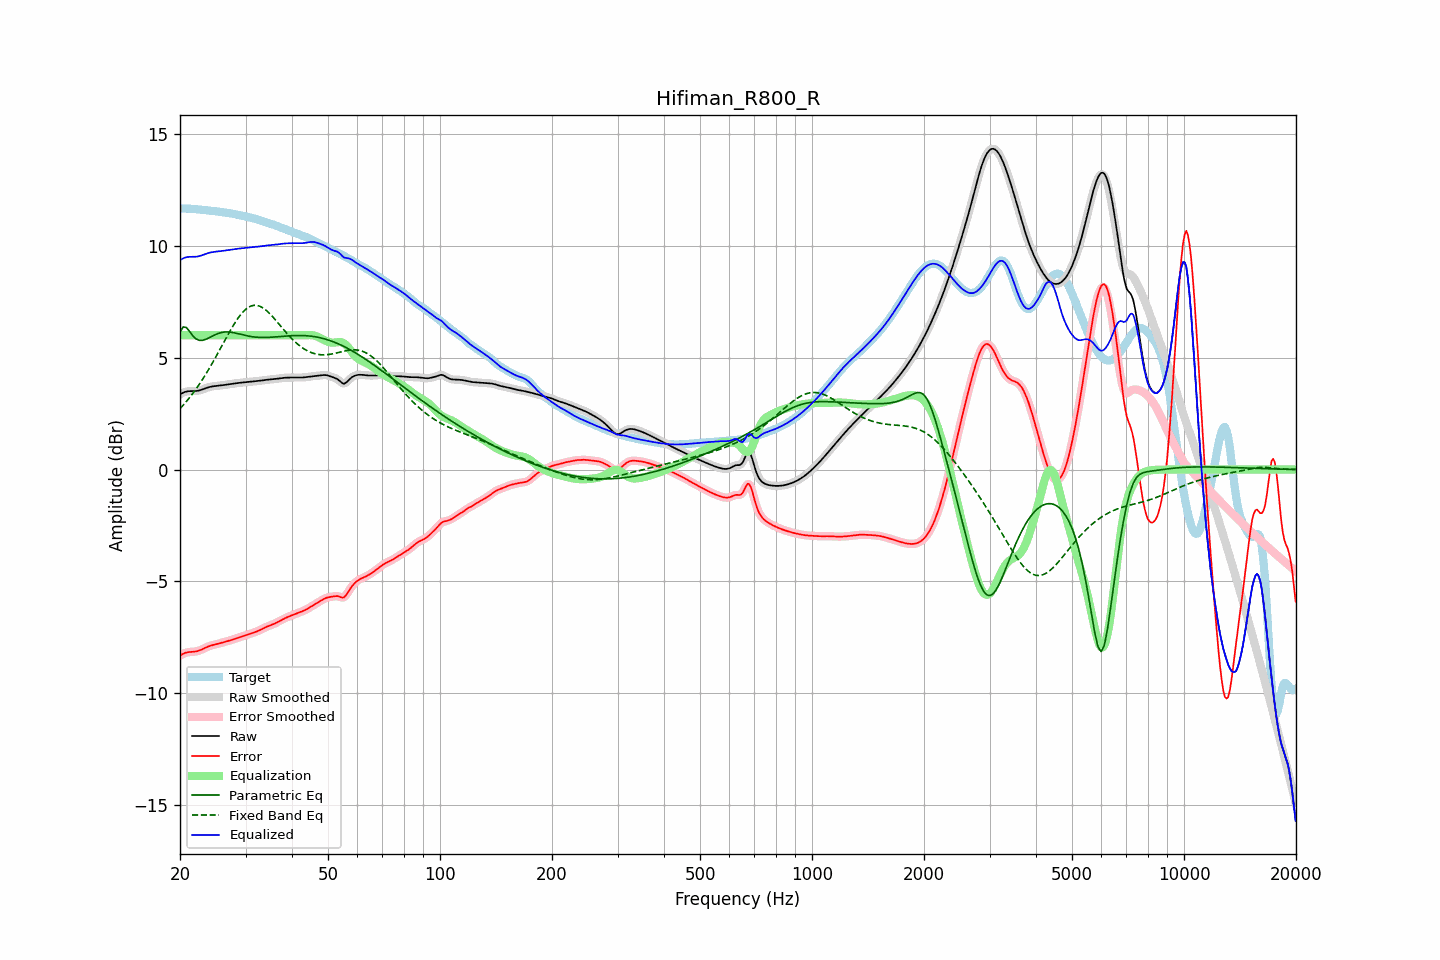 Hifiman_R800_R
Amplitude (dBr)
15
10
5
0
−5
−10
−15
Target
Raw Smoothed
Error Smoothed
Raw
Error
Equalization
Parametric Eq
Fixed Band Eq
Equalized
20
50
100
200
500
1000
2000
5000
10000
20000
Frequency (Hz)